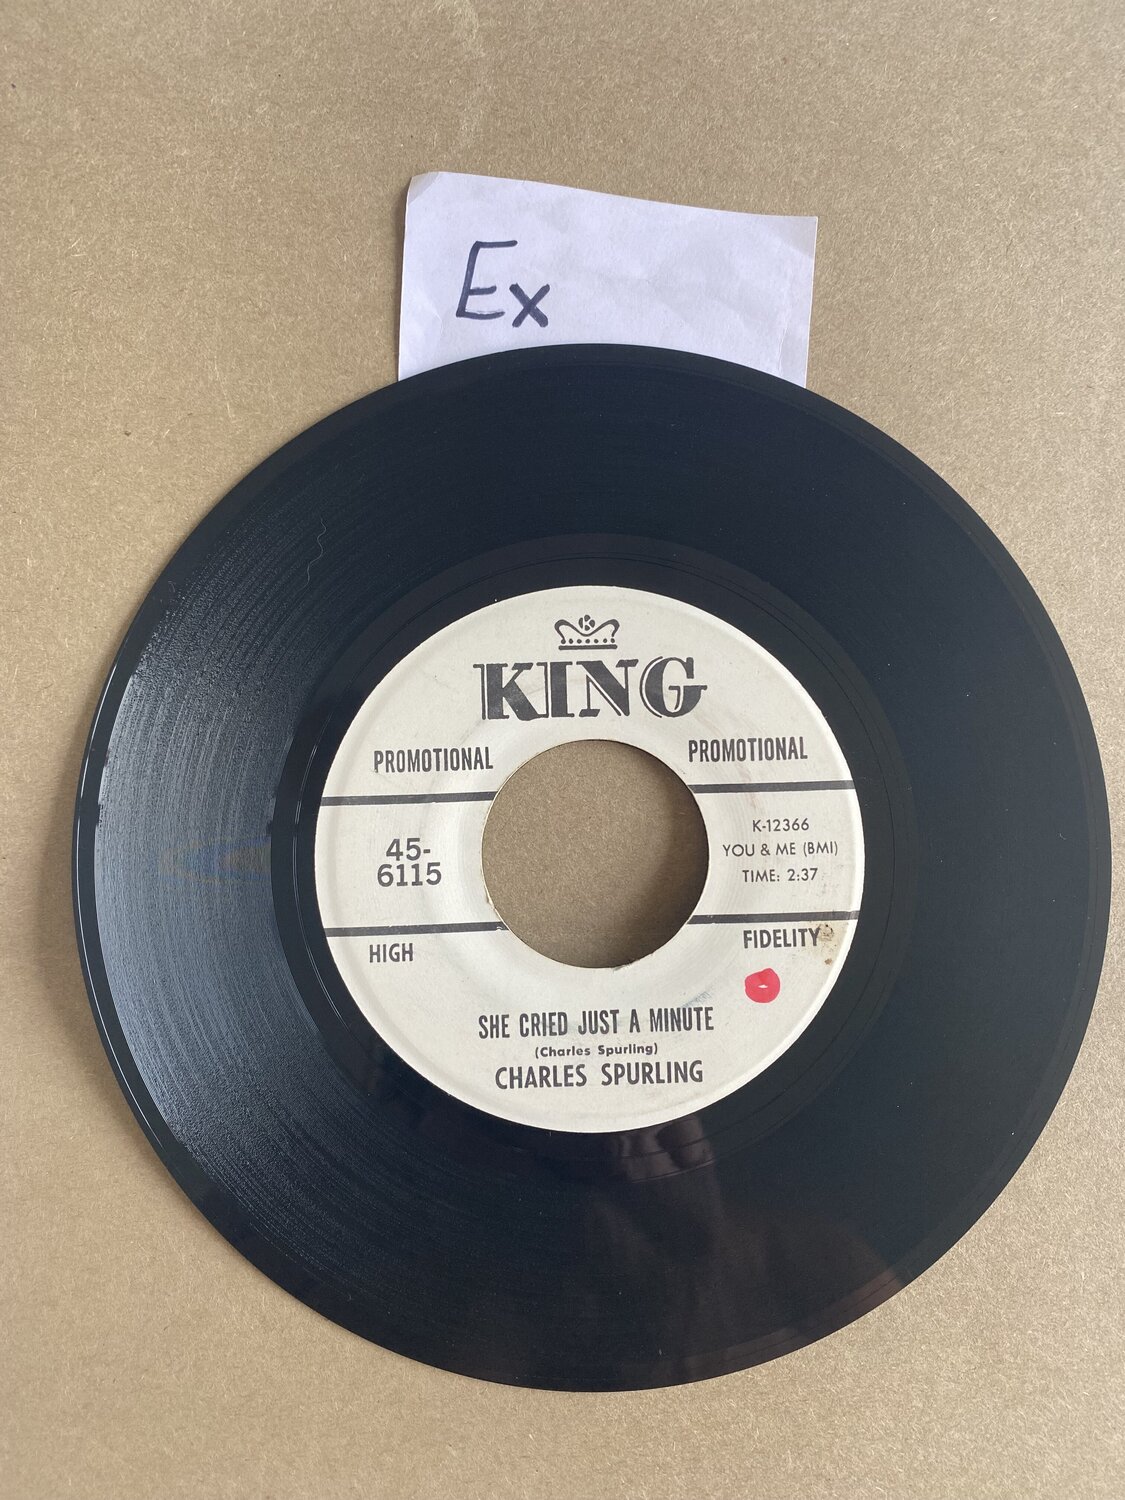 Ex
K
KING
PROMOTIONAL PROMOTIONAL
45-
6115
K-12366
YOU & ME (BMI)
TIME: 2:37
HIGH FIDELITY
SHE CRIED JUST A MINUTE
(Charles Spurling)
CHARLES SPURLING